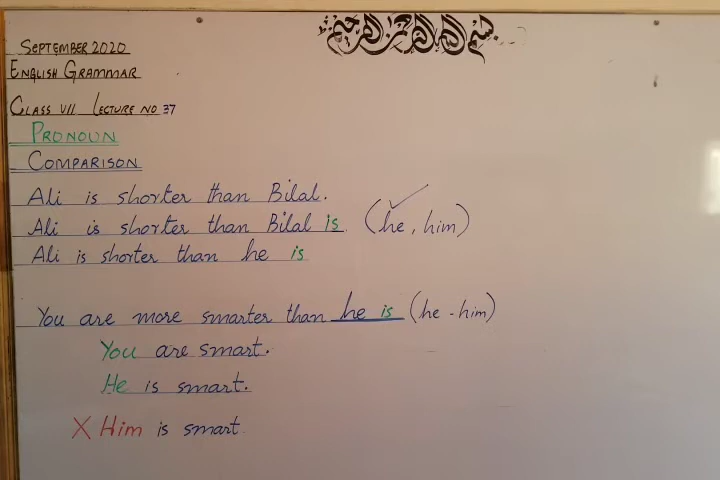 بسم الله الرحمن الرحيم
SEPTEMBER 2020
ENGLISH GRAMMAR
CLASS VII LECTURE NO 37
PRONOUN
COMPARISON
Ali is shorter than Bilal.
Ali is shorter than Bilal is. (he, him)
Ali is shorter than he is
You are more smarter than he is (he - him)
You are smart.
He is smart.
X Him is smart